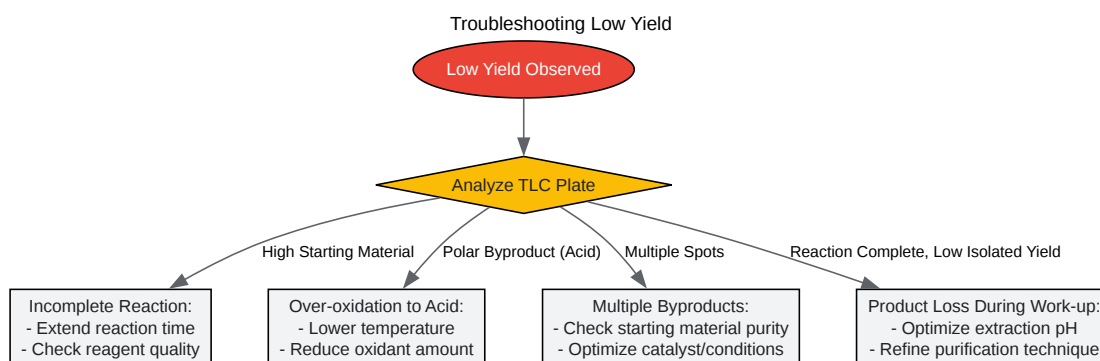 Troubleshooting Low Yield
Low Yield Observed
Analyze TLC Plate
High Starting Material
Polar Byproduct (Acid)
Multiple Spots
Reaction Complete, Low Isolated Yield
Incomplete Reaction:
- Extend reaction time
- Check reagent quality
Over-oxidation to Acid:
- Lower temperature
- Reduce oxidant amount
Multiple Byproducts:
- Check starting material purity
- Optimize catalyst/conditions
Product Loss During Work-up:
- Optimize extraction pH
- Refine purification technique